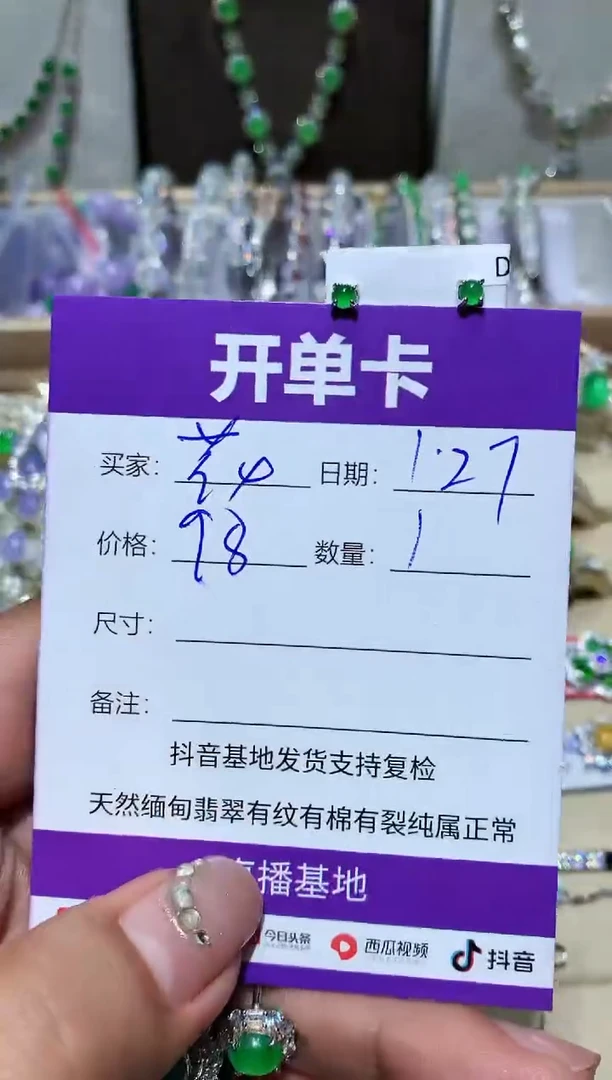 D
开单卡
买家： 日期：1.27
价格：98 数量：1
尺寸：
备注：
抖音基地发货支持复检
天然缅甸翡翠有纹有棉有裂纯属正常
播基地
今日头条 西瓜视频 抖音